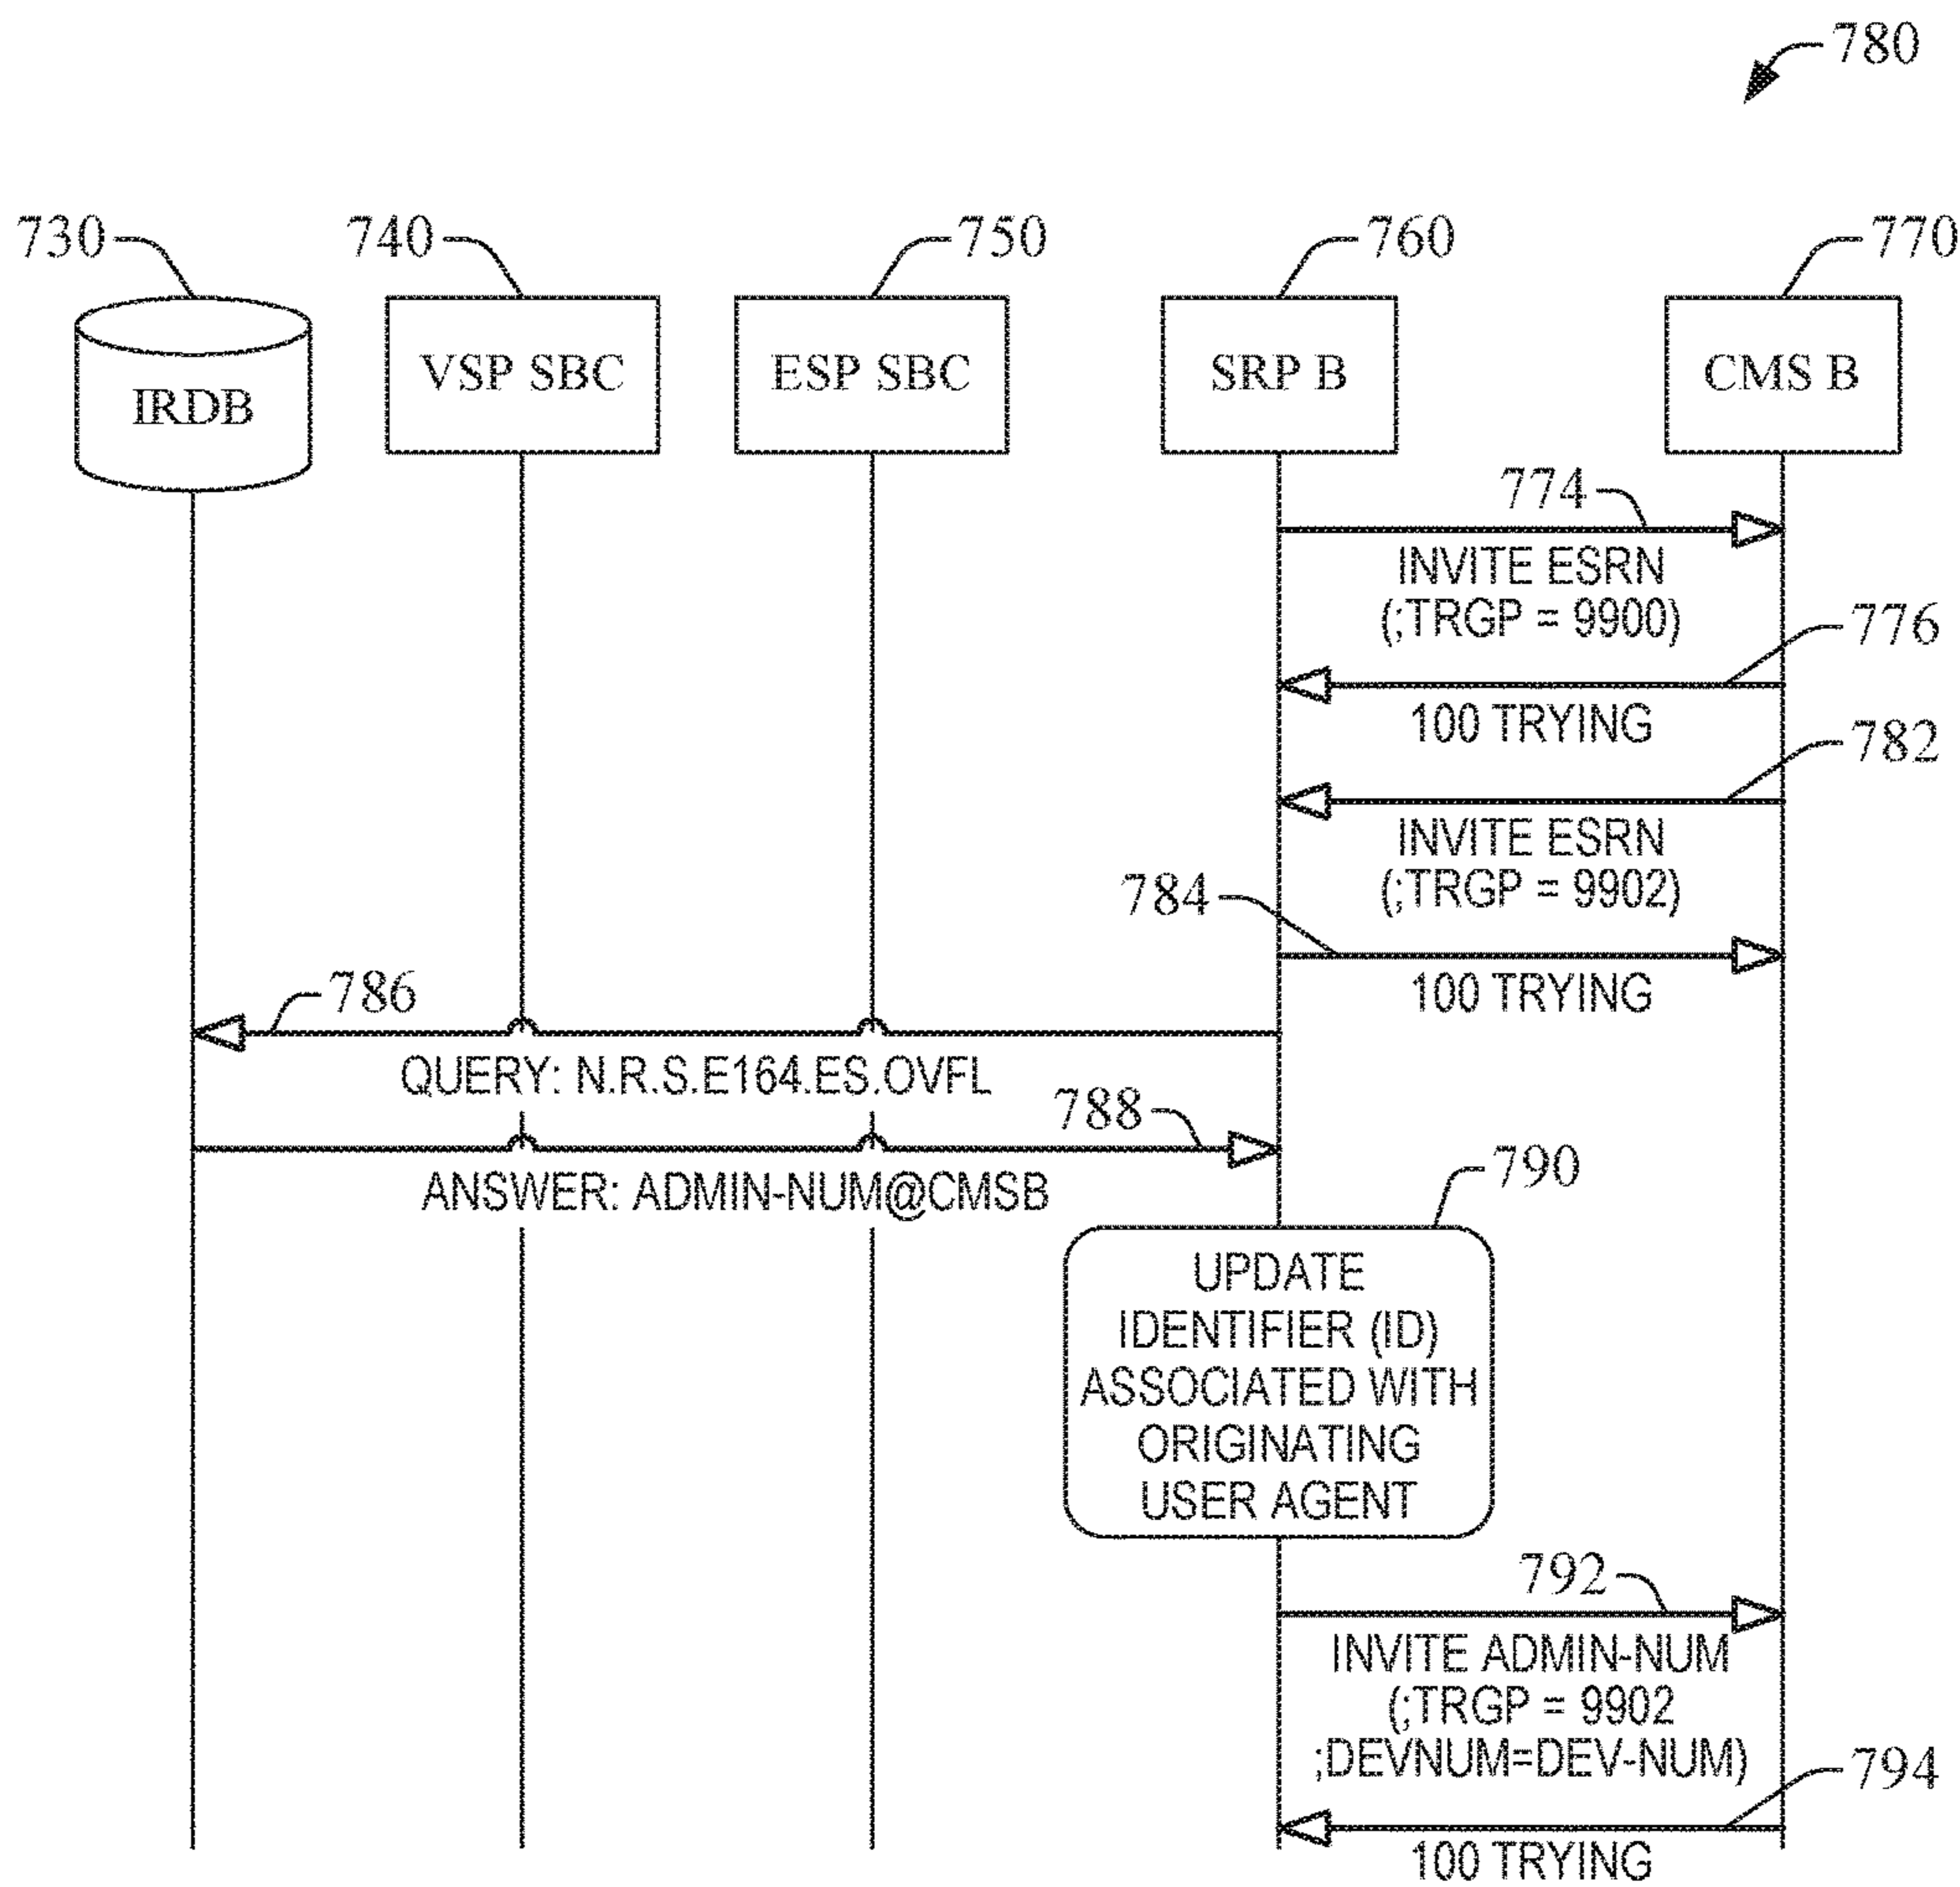 780
730
740
750
760
770
IRDB
VSP SBC
ESP SBC
SRP B
CMS B
774
INVITE ESRN
(;TRGP = 9900)
776
100 TRYING
782
INVITE ESRN
(;TRGP = 9902)
784
100 TRYING
786
QUERY: N.R.S.E164.ES.OVFL
788
ANSWER: ADMIN-NUM@CMSB
790
UPDATE
IDENTIFIER (ID)
ASSOCIATED WITH
ORIGINATING
USER AGENT
792
INVITE ADMIN-NUM
(;TRGP = 9902
;DEVNUM=DEV-NUM)
794
100 TRYING